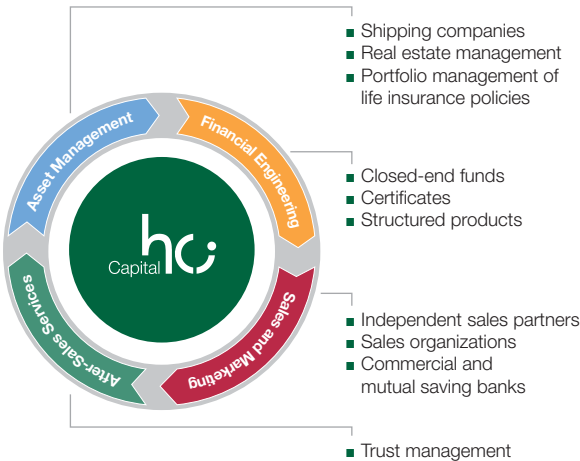 Shipping companies
Real estate management
Portfolio management of
life insurance policies
Asset Management
Financial Engineering
Closed-end funds
Certificates
Structured products
hci
Capital
Sales and Marketing
After-Sales Services
Independent sales partners
Sales organizations
Commercial and
mutual saving banks
Trust management